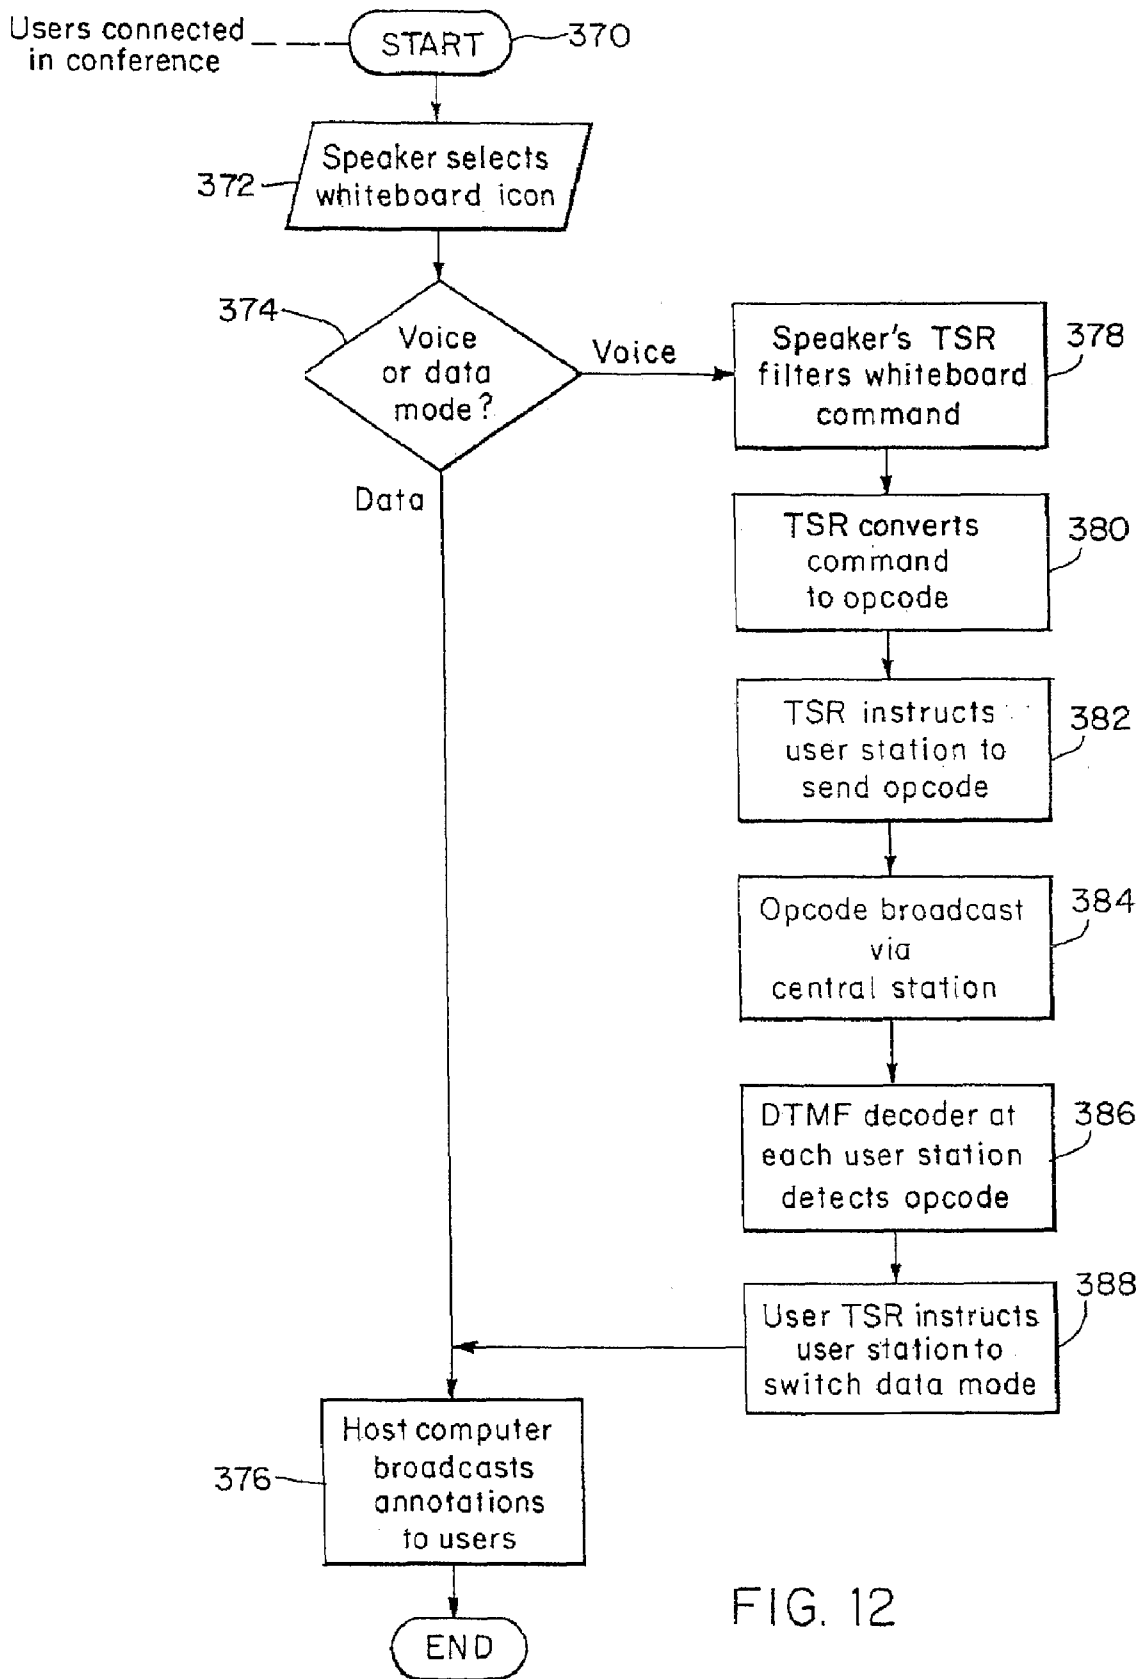 Users connected
in conference
START
370
Speaker selects
whiteboard icon
372
374
Voice
or data
mode?
Voice
Data
Speaker's TSR
filters whiteboard
command
378
TSR converts
command
to opcode
380
TSR instructs
user station to
send opcode
382
Opcode broadcast
via
central station
384
DTMF decoder at
each user station
detects opcode
386
User TSR instructs
user station to
switch data mode
388
Host computer
broadcasts
annotations
to users
376
END
FIG. 12